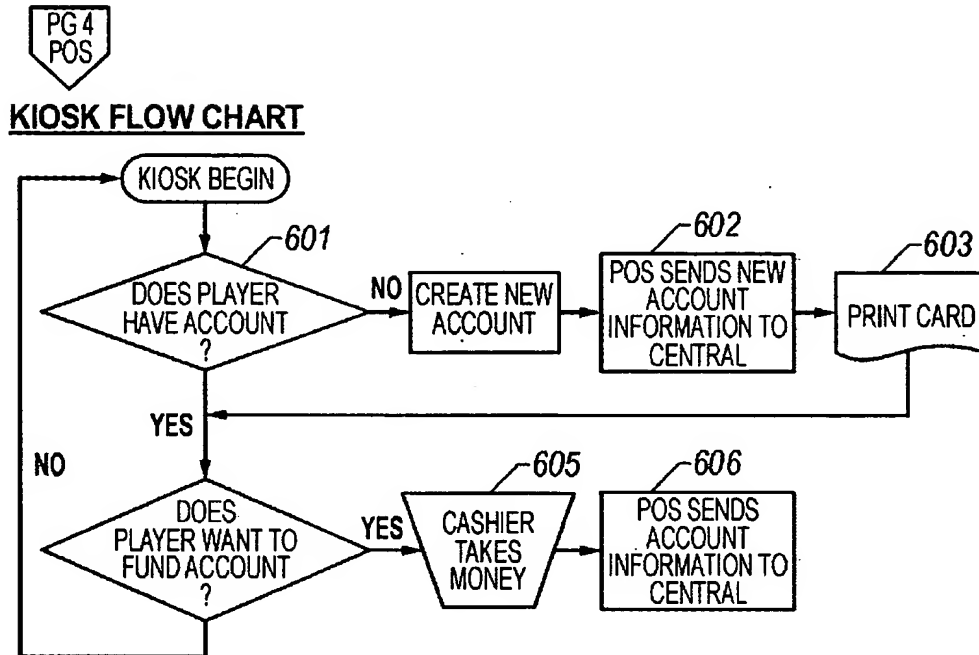 PG 4
POS
KIOSK FLOW CHART
KIOSK BEGIN
601
DOES PLAYER
HAVE ACCOUNT
?
NO
CREATE NEW
ACCOUNT
602
POS SENDS NEW
ACCOUNT
INFORMATION TO
CENTRAL
603
PRINT CARD
YES
NO
DOES
PLAYER WANT TO
FUND ACCOUNT
?
YES
605
CASHIER
TAKES
MONEY
606
POS SENDS
ACCOUNT
INFORMATION TO
CENTRAL